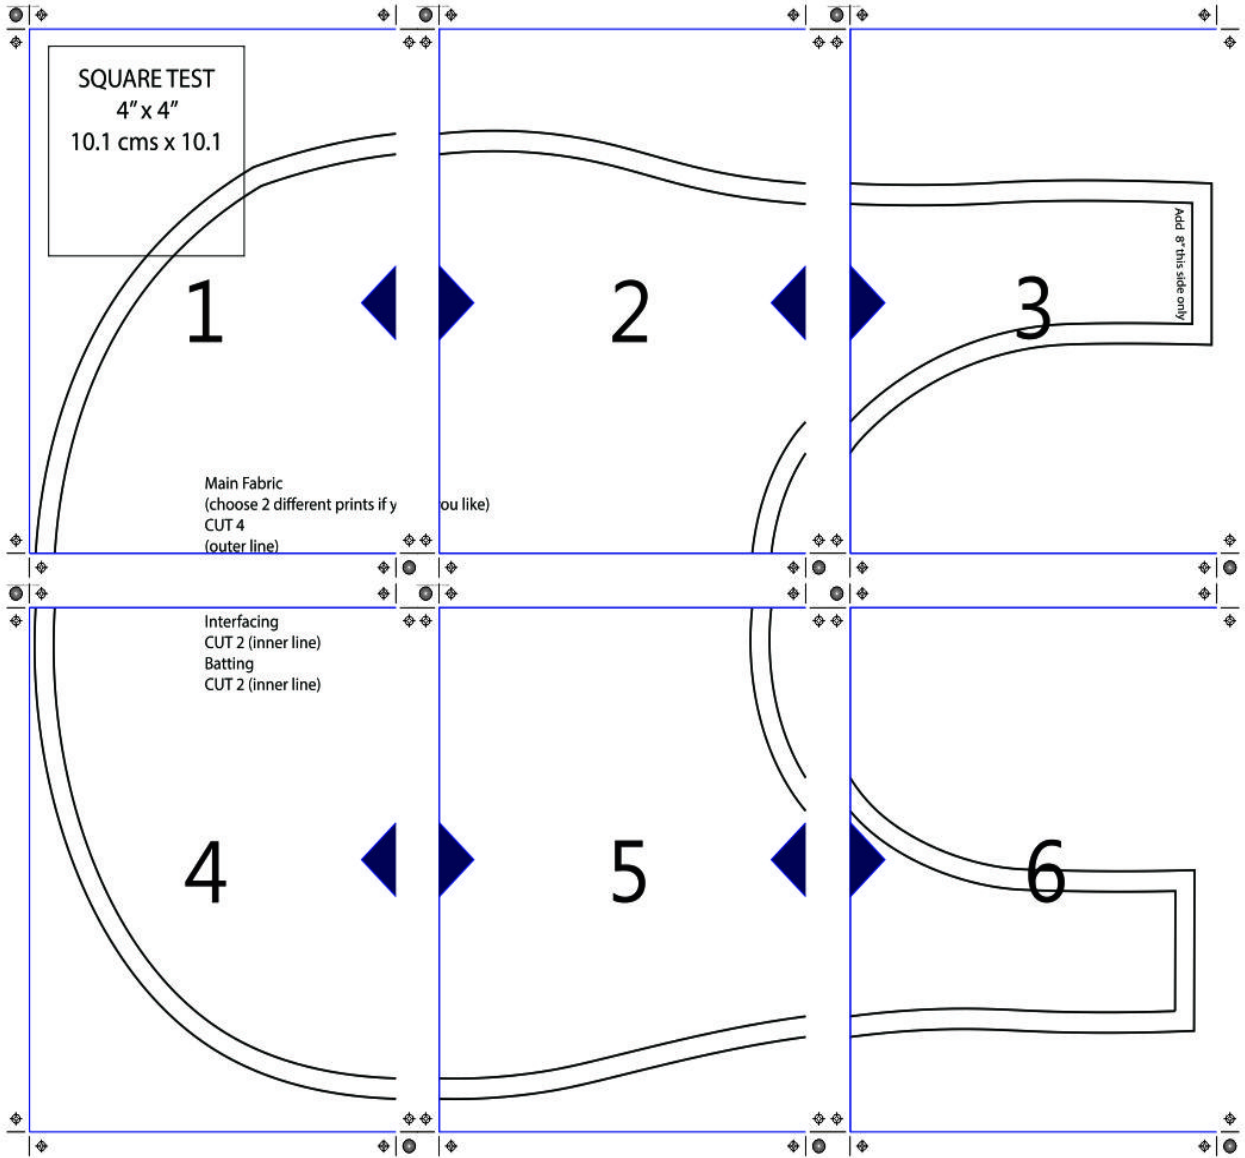 SQUARE TEST
4” x 4”
10.1 cms x 10.1
1
2
3
Add 8" this side only
Main Fabric
(choose 2 different prints if y ou like)
CUT 4
(outer line)
Interfacing
CUT 2 (inner line)
Batting
CUT 2 (inner line)
4
5
6